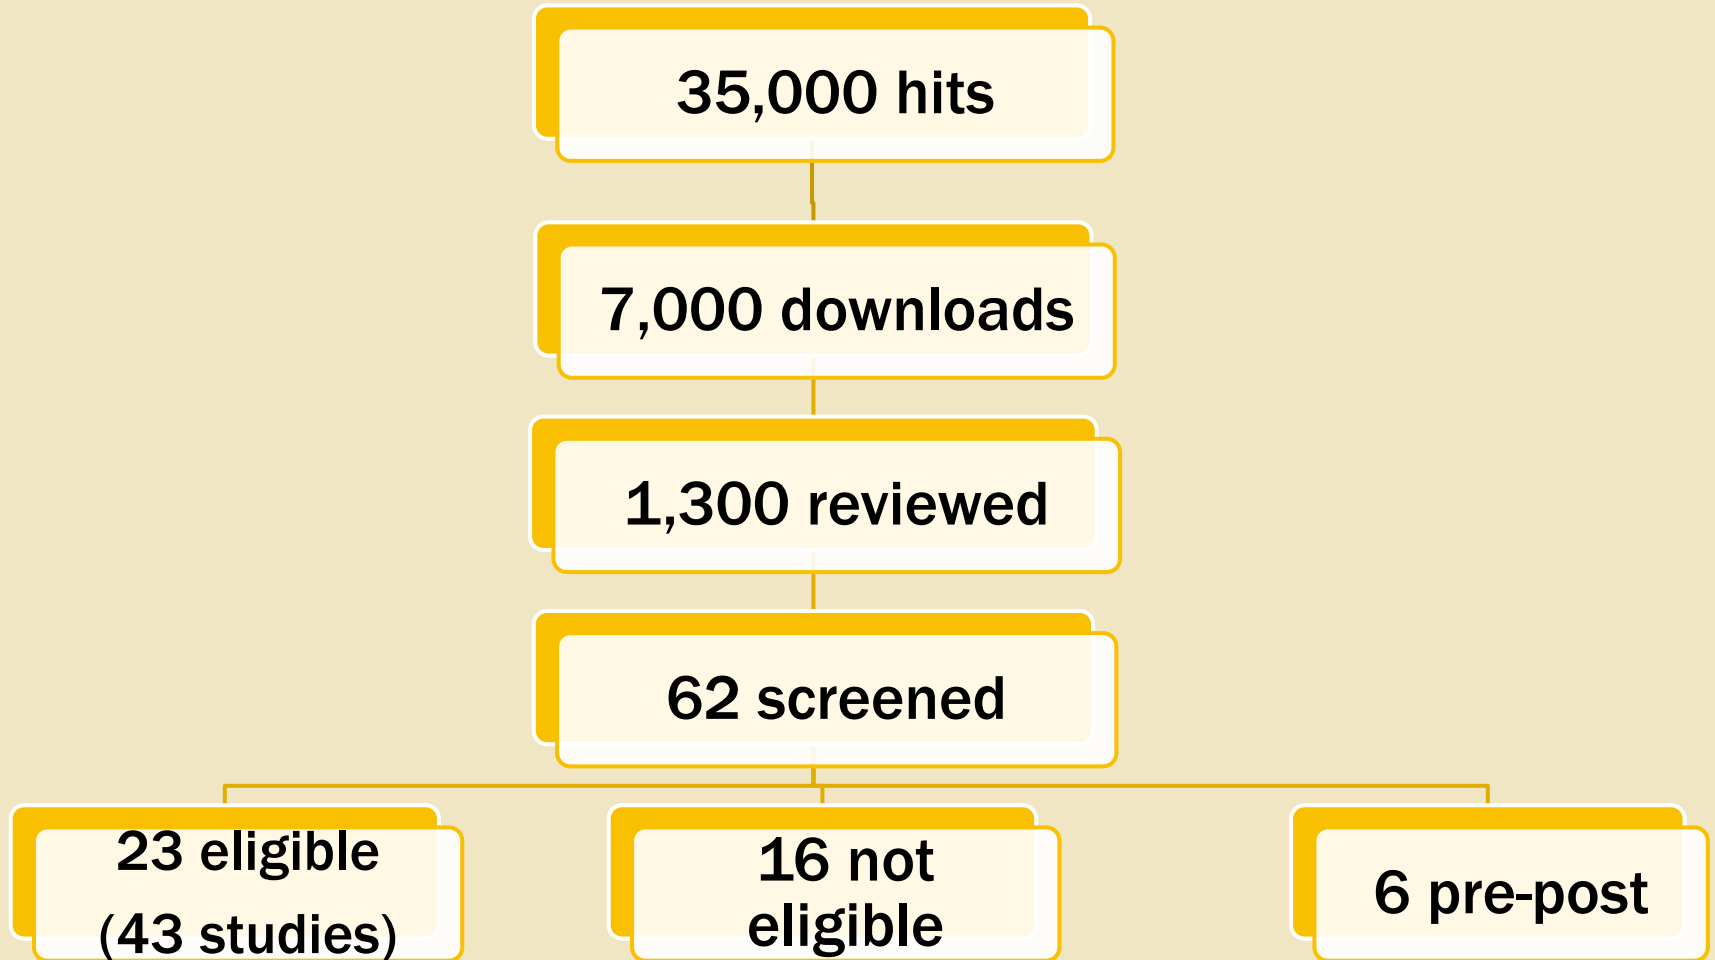 35,000 hits
7,000 downloads
1,300 reviewed
62 screened
23 eligible
(43 studies)
16 not
eligible
6 pre-post